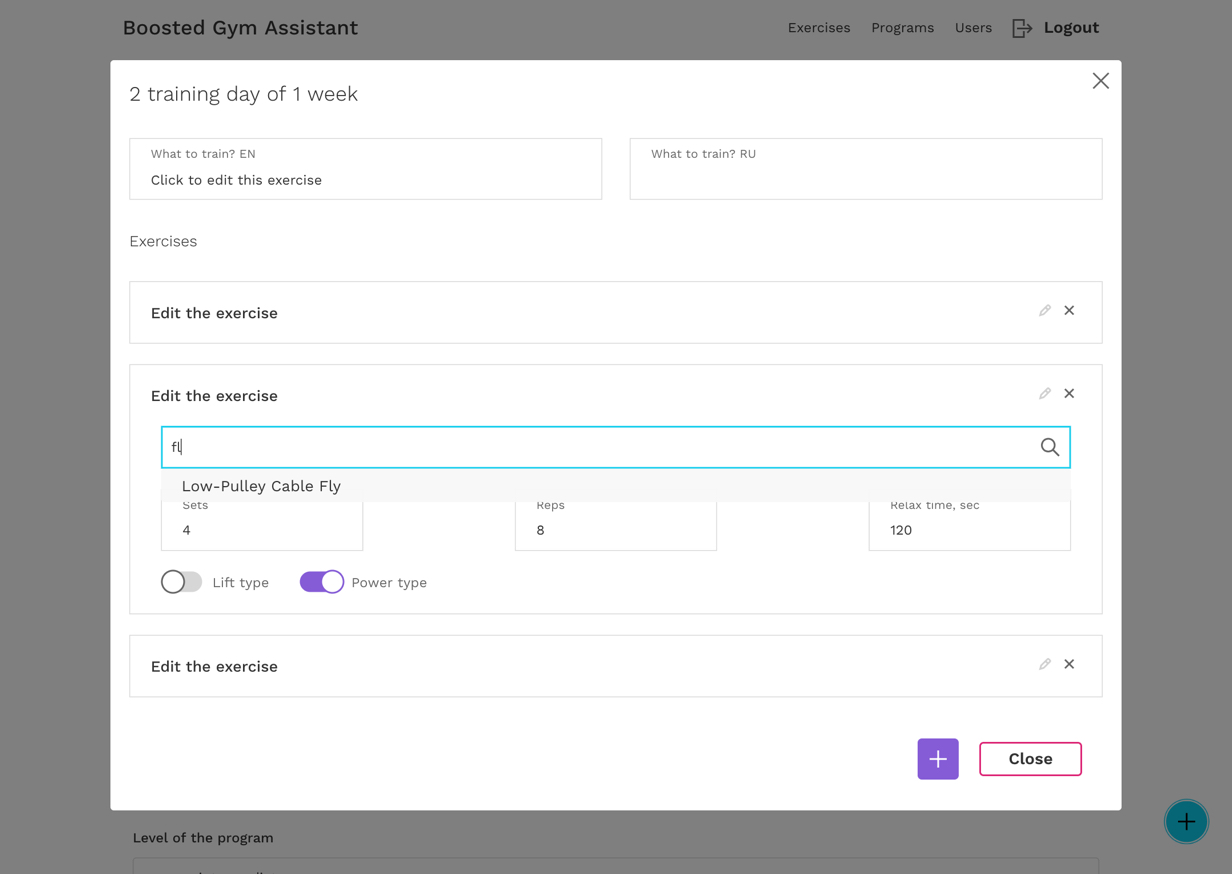 Boosted Gym Assistant
Exercises Programs Users Logout
2 training day of 1 week
What to train? EN
Click to edit this exercise
What to train? RU
Exercises
Edit the exercise
Edit the exercise
fl
Low-Pulley Cable Fly
Sets
4
Reps
8
Relax time, sec
120
Lift type
Power type
Edit the exercise
Close
Level of the program